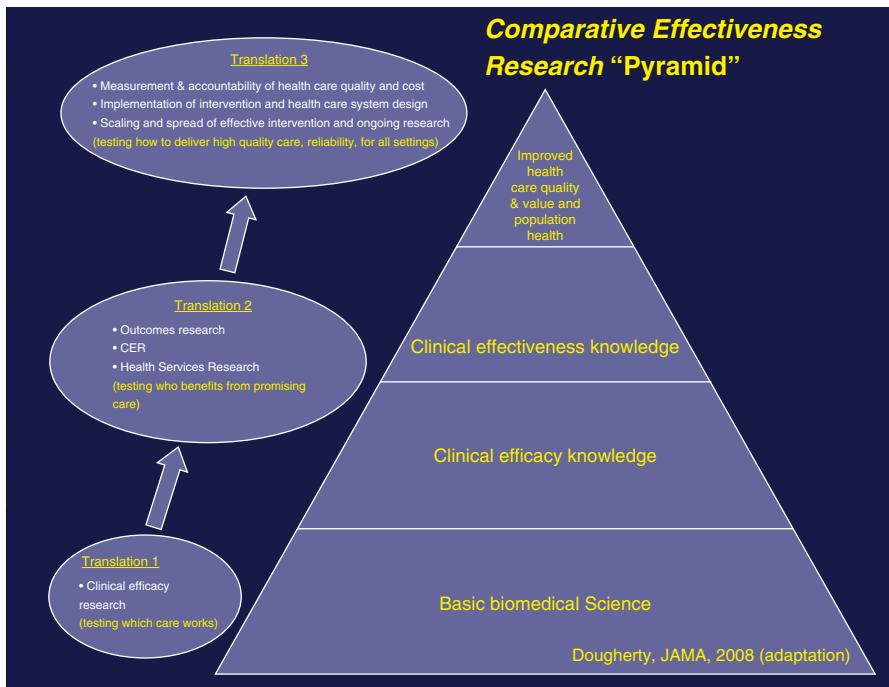 Comparative Effectiveness
Research “Pyramid”
Translation 3
• Measurement & accountability of health care quality and cost
• Implementation of intervention and health care system design
• Scaling and spread of effective intervention and ongoing research
(testing how to deliver high quality care, reliability, for all settings)
Translation 2
• Outcomes research
• CER
• Health Services Research
(testing who benefits from promising
care)
Translation 1
• Clinical efficacy
research
(testing which care works)
Improved
health
care quality
& value and
population
health
Clinical effectiveness knowledge
Clinical efficacy knowledge
Basic biomedical Science
Dougherty, JAMA, 2008 (adaptation)